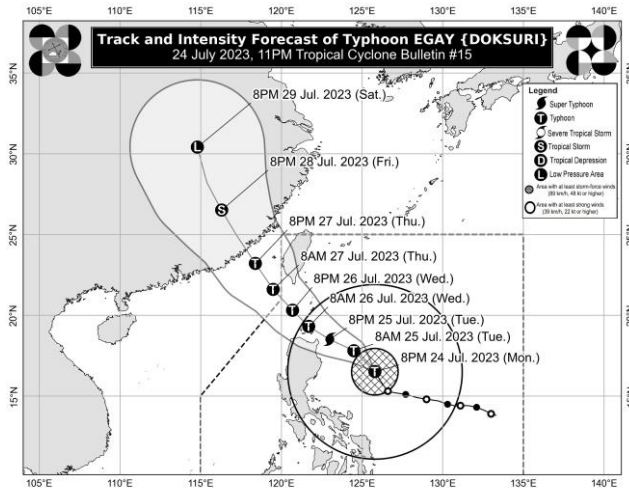 Track and Intensity Forecast of Typhoon EGAY {DOKSURI}
24 July 2023, 11PM Tropical Cyclone Bulletin #15
Legend
Super Typhoon
T Typhoon
Severe Tropical Storm
S Tropical Storm
D Tropical Depression
L Low Pressure Area
Area with at least storm-force winds
(89 km/h, 48 kt or higher)
Area with at least strong winds
(39 km/h, 22 kt or higher)
35°N
35°N
8PM 29 Jul. 2023 (Sat.)
L
30°N
30°N
8PM 28 Jul. 2023 (Fri.)
S
8PM 27 Jul. 2023 (Thu.)
25°N
25°N
T
8AM 27 Jul. 2023 (Thu.)
T
8PM 26 Jul. 2023 (Wed.)
T
8AM 26 Jul. 2023 (Wed.)
20°N
20°N
T
8PM 25 Jul. 2023 (Tue.)
8AM 25 Jul. 2023 (Tue.)
T
8PM 24 Jul. 2023 (Mon.)
T
15°N
15°N
105°E 110°E 115°E 120°E 125°E 130°E 135°E 140°E